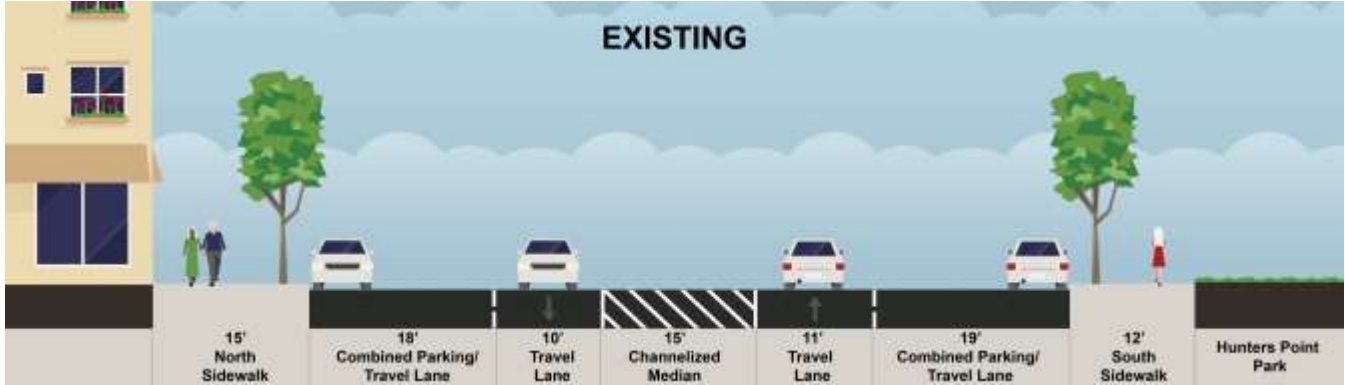 EXISTING
15'
North
Sidewalk
18'
Combined Parking/
Travel Lane
10'
Travel
Lane
15'
Channelized
Median
11'
Travel
Lane
19'
Combined Parking/
Travel Lane
12'
South
Sidewalk
Hunters Point
Park